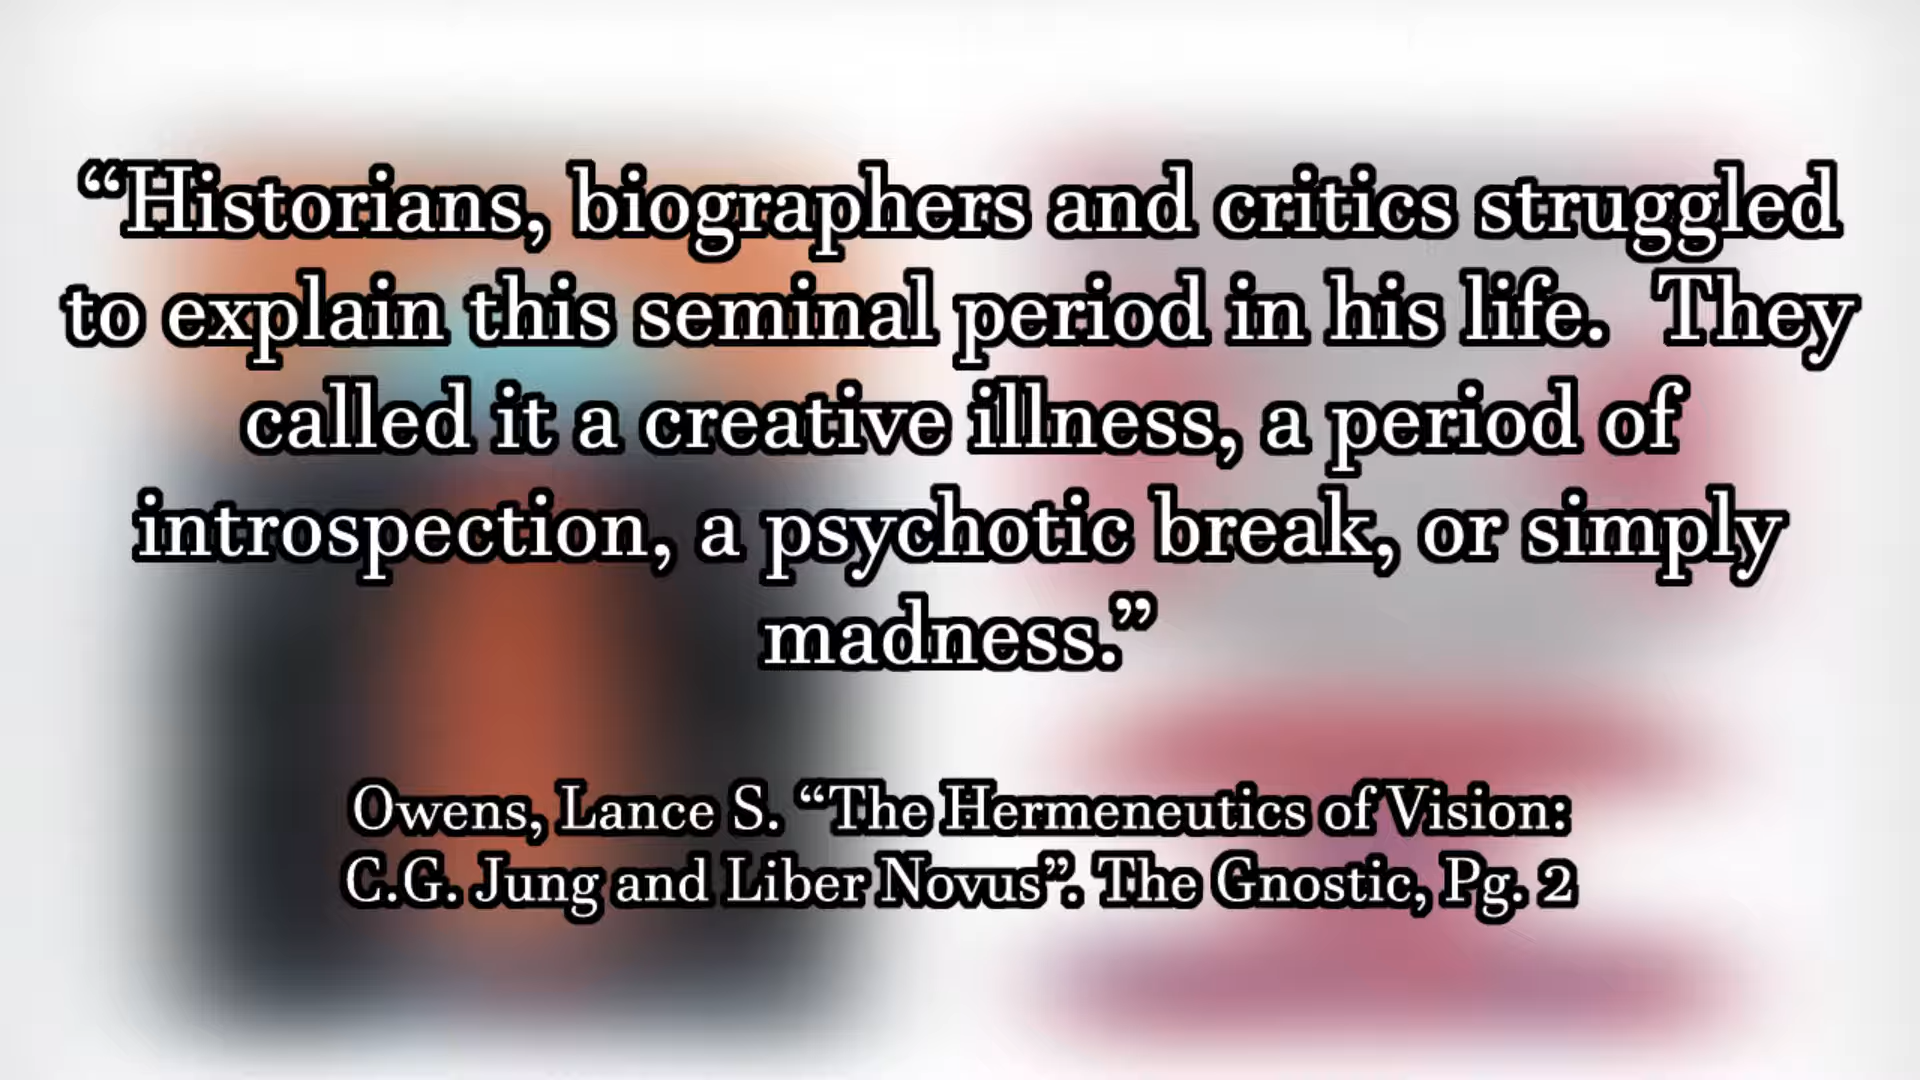 “Historians, biographers and critics struggled
to explain this seminal period in his life.  They
called it a creative illness, a period of
introspection, a psychotic break, or simply
madness.”
Owens, Lance S. “The Hermeneutics of Vision:
C.G. Jung and Liber Novus”. The Gnostic, Pg. 2